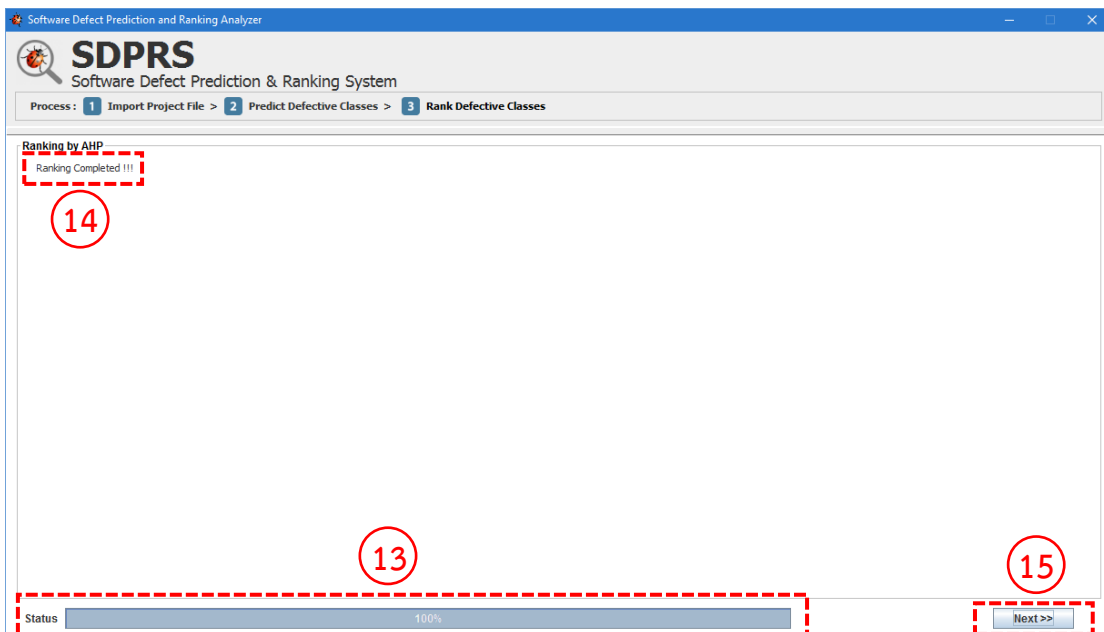 Software Defect Prediction and Ranking Analyzer
SDPRS
Software Defect Prediction & Ranking System
Process : 1 Import Project File > 2 Predict Defective Classes > 3 Rank Defective Classes
Ranking by AHP
Ranking Completed !!!
14
13
15
Status 100% Next >>